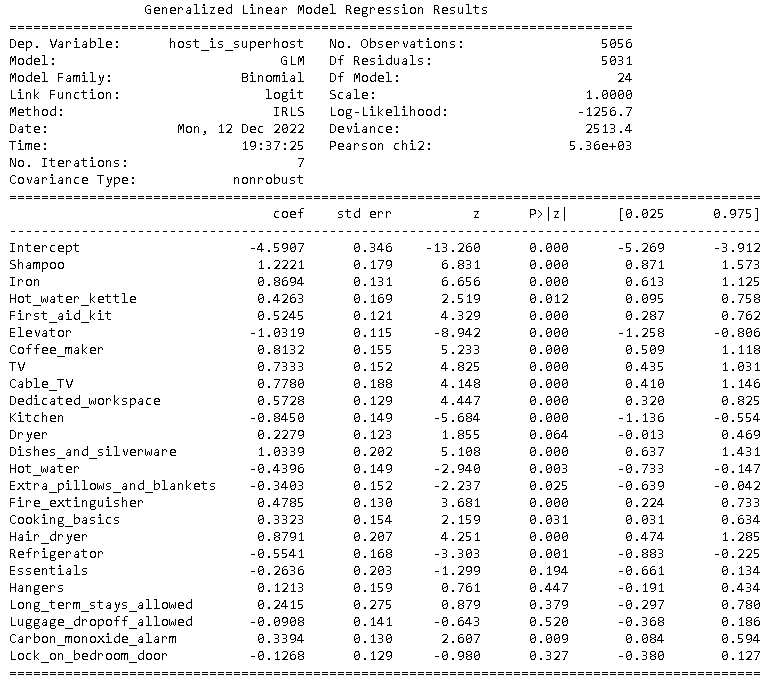 Generalized Linear Model Regression Results
==============================================================================
Dep. Variable: host_is_superhost No. Observations: 5056
Model: GLM Df Residuals: 5031
Model Family: Binomial Df Model: 24
Link Function: logit Scale: 1.0000
Method: IRLS Log-Likelihood: -1256.7
Date: Mon, 12 Dec 2022 Deviance: 2513.4
Time: 19:37:25 Pearson chi2: 5.36e+03
No. Iterations: 7
Covariance Type: nonrobust
==============================================================================================
coef std err z P>|z| [0.025 0.975]
----------------------------------------------------------------------------------------------
Intercept -4.5907 0.346 -13.260 0.000 -5.269 -3.912
Shampoo 1.2221 0.179 6.831 0.000 0.871 1.573
Iron 0.8694 0.131 6.656 0.000 0.613 1.125
Hot_water_kettle 0.4263 0.169 2.519 0.012 0.095 0.758
First_aid_kit 0.5245 0.121 4.329 0.000 0.287 0.762
Elevator -1.0319 0.115 -8.942 0.000 -1.258 -0.806
Coffee_maker 0.8132 0.155 5.233 0.000 0.509 1.118
TV 0.7333 0.152 4.825 0.000 0.435 1.031
Cable_TV 0.7780 0.188 4.148 0.000 0.410 1.146
Dedicated_workspace 0.5728 0.129 4.447 0.000 0.320 0.825
Kitchen -0.8450 0.149 -5.684 0.000 -1.136 -0.554
Dryer 0.2279 0.123 1.855 0.064 -0.013 0.469
Dishes_and_silverware 1.0339 0.202 5.108 0.000 0.637 1.431
Hot_water -0.4396 0.149 -2.940 0.003 -0.733 -0.147
Extra_pillows_and_blankets -0.3403 0.152 -2.237 0.025 -0.639 -0.042
Fire_extinguisher 0.4785 0.130 3.681 0.000 0.224 0.733
Cooking_basics 0.3323 0.154 2.159 0.031 0.031 0.634
Hair_dryer 0.8791 0.207 4.251 0.000 0.474 1.285
Refrigerator -0.5541 0.168 -3.303 0.001 -0.883 -0.225
Essentials -0.2636 0.203 -1.299 0.194 -0.661 0.134
Hangers 0.1213 0.159 0.761 0.447 -0.191 0.434
Long_term_stays_allowed 0.2415 0.275 0.879 0.379 -0.297 0.780
Luggage_dropoff_allowed -0.0908 0.141 -0.643 0.520 -0.368 0.186
Carbon_monoxide_alarm 0.3394 0.130 2.607 0.009 0.084 0.594
Lock_on_bedroom_door -0.1268 0.129 -0.980 0.327 -0.380 0.127
==============================================================================================